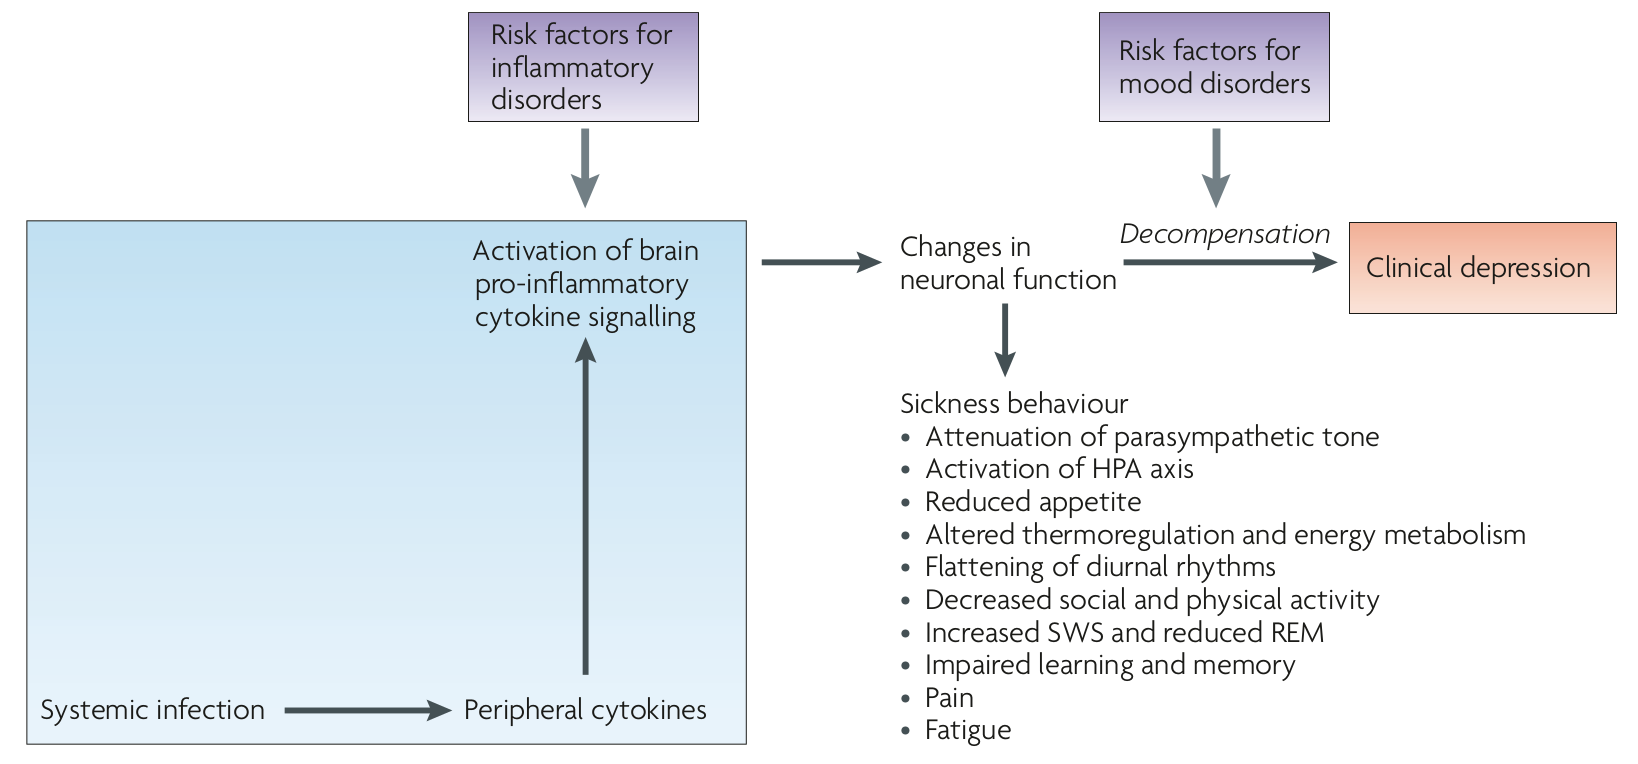 Risk factors for
inflammatory
disorders
Risk factors for
mood disorders
Activation of brain
pro-inflammatory
cytokine signalling
Systemic infection
Peripheral cytokines
Changes in
neuronal function
Decompensation
Clinical depression
Sickness behaviour
• Attenuation of parasympathetic tone
• Activation of HPA axis
• Reduced appetite
• Altered thermoregulation and energy metabolism
• Flattening of diurnal rhythms
• Decreased social and physical activity
• Increased SWS and reduced REM
• Impaired learning and memory
• Pain
• Fatigue